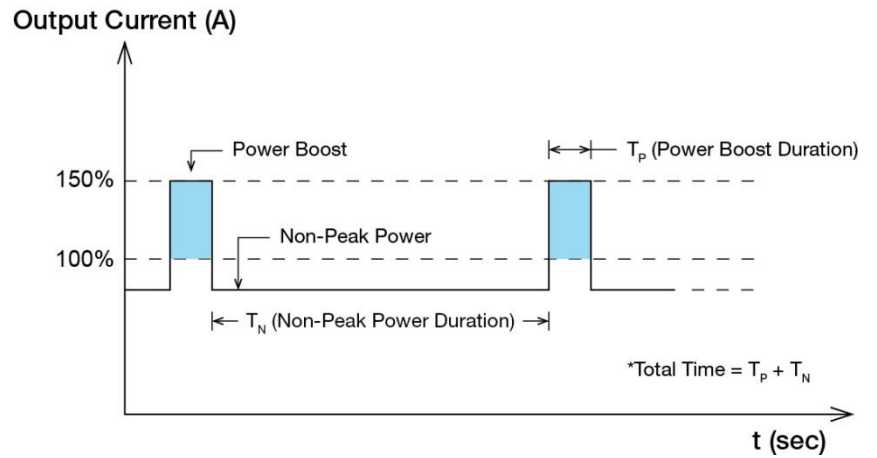 Output Current (A)
Power Boost
T_P (Power Boost Duration)
150%
Non-Peak Power
100%
T_N (Non-Peak Power Duration)
*Total Time = T_P + T_N
t (sec)